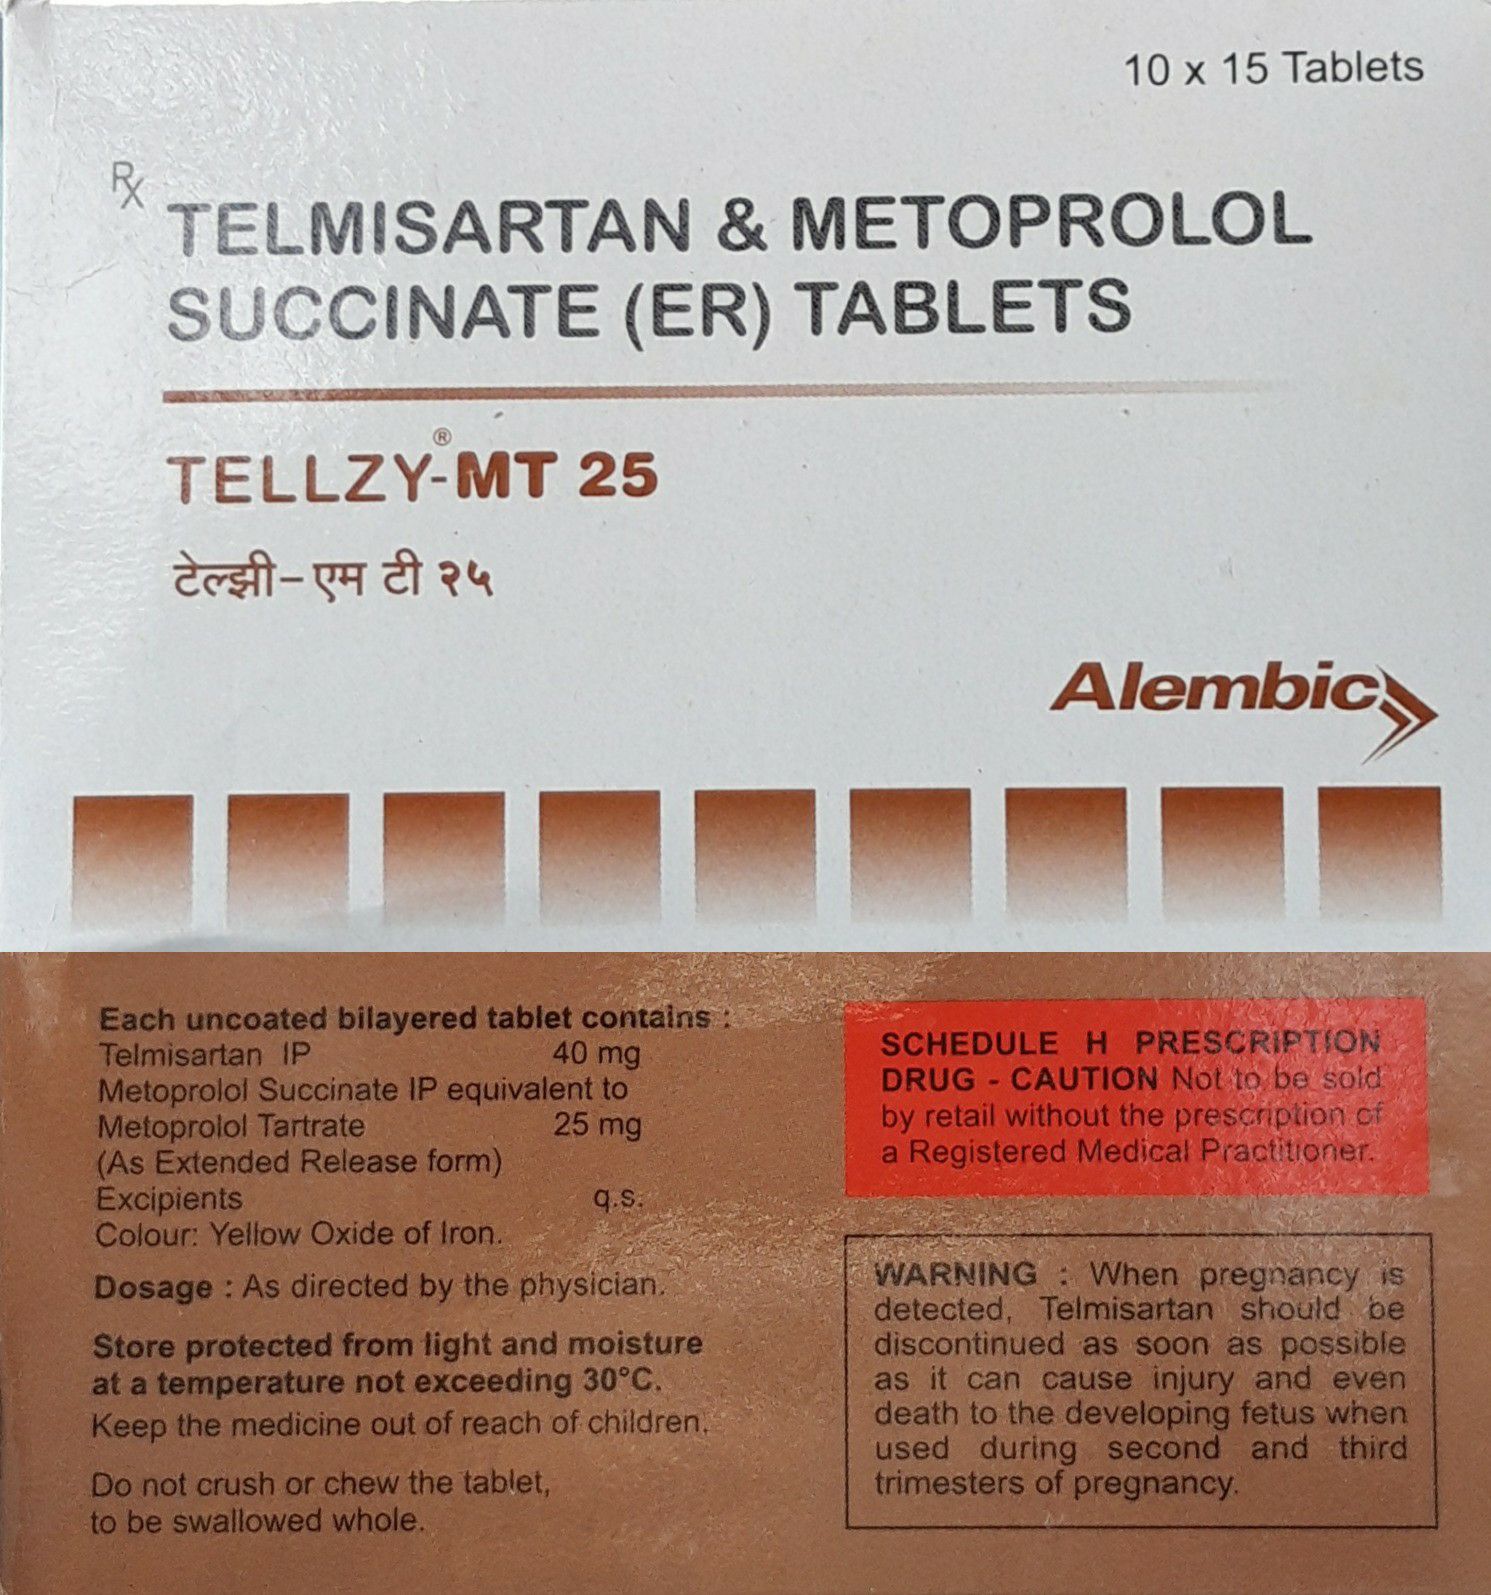 10 x 15 Tablets
Rx TELMISARTAN & METOPROLOL
SUCCINATE (ER) TABLETS
TELLZY®-MT 25
टेल्झी-एम टी २५
Alembic
Each uncoated bilayered tablet contains :
Telmisartan IP 40 mg
Metoprolol Succinate IP equivalent to
Metoprolol Tartrate 25 mg
(As Extended Release form)
Excipients q.s.
Colour: Yellow Oxide of Iron.
Dosage : As directed by the physician.
Store protected from light and moisture
at a temperature not exceeding 30°C.
Keep the medicine out of reach of children.
Do not crush or chew the tablet,
to be swallowed whole.
SCHEDULE H PRESCRIPTION
DRUG - CAUTION Not to be sold
by retail without the prescription of
a Registered Medical Practitioner.
WARNING : When pregnancy is
detected, Telmisartan should be
discontinued as soon as possible
as it can cause injury and even
death to the developing fetus when
used during second and third
trimesters of pregnancy.